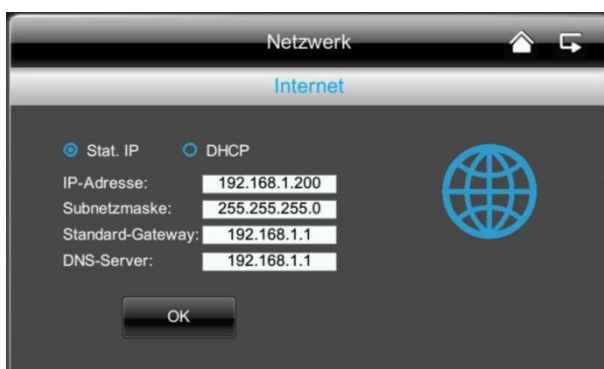 Netzwerk
Internet
Stat. IP DHCP
IP-Adresse: 192.168.1.200
Subnetzmaske: 255.255.255.0
Standard-Gateway: 192.168.1.1
DNS-Server: 192.168.1.1
OK